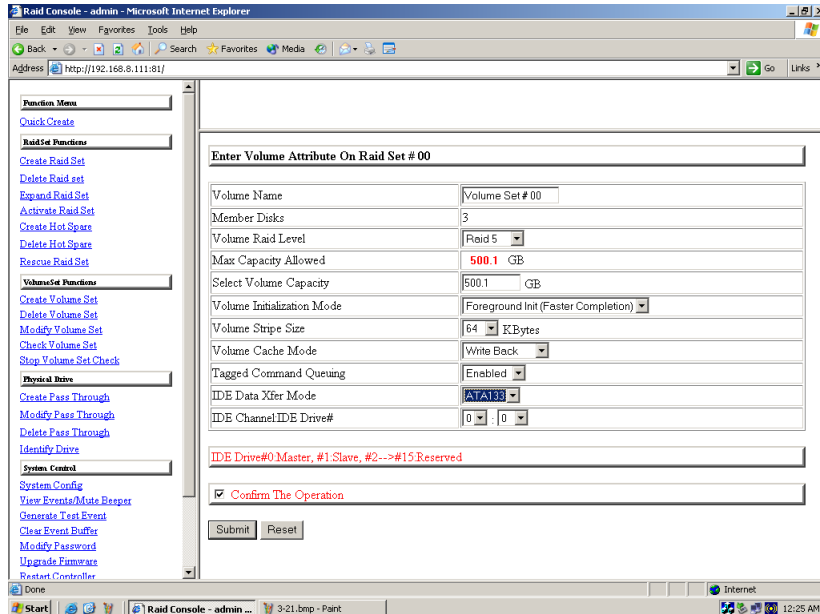 Raid Console - admin - Microsoft Internet Explorer
File Edit View Favorites Tools Help
Back Search Favorites Media
Address http://192.168.8.111:81/ Go Links
Function Menu
Quick Create
RaidSet Functions
Create Raid Set
Delete Raid set
Expand Raid Set
Activate Raid Set
Create Hot Spare
Delete Hot Spare
Rescue Raid Set
VolumeSet Functions
Create Volume Set
Delete Volume Set
Modify Volume Set
Check Volume Set
Stop Volume Set Check
Physical Drive
Create Pass Through
Modify Pass Through
Delete Pass Through
Identify Drive
System Control
System Config
View Events/Mute Beeper
Generate Test Event
Clear Event Buffer
Modify Password
Upgrade Firmware
Restart Controller
Enter Volume Attribute On Raid Set # 00
Volume Name Volume Set # 00
Member Disks 3
Volume Raid Level Raid 5
Max Capacity Allowed 500.1 GB
Select Volume Capacity 500.1 GB
Volume Initialization Mode Foreground Init (Faster Completion)
Volume Stripe Size 64 KBytes
Volume Cache Mode Write Back
Tagged Command Queuing Enabled
IDE Data Xfer Mode ATA133
IDE Channel:IDE Drive# 0 : 0
IDE Drive#0:Master, #1:Slave, #2-->#15:Reserved
Confirm The Operation
Submit Reset
Done Internet
Start Raid Console - admin ... 3-21.bmp - Paint 12:25 AM